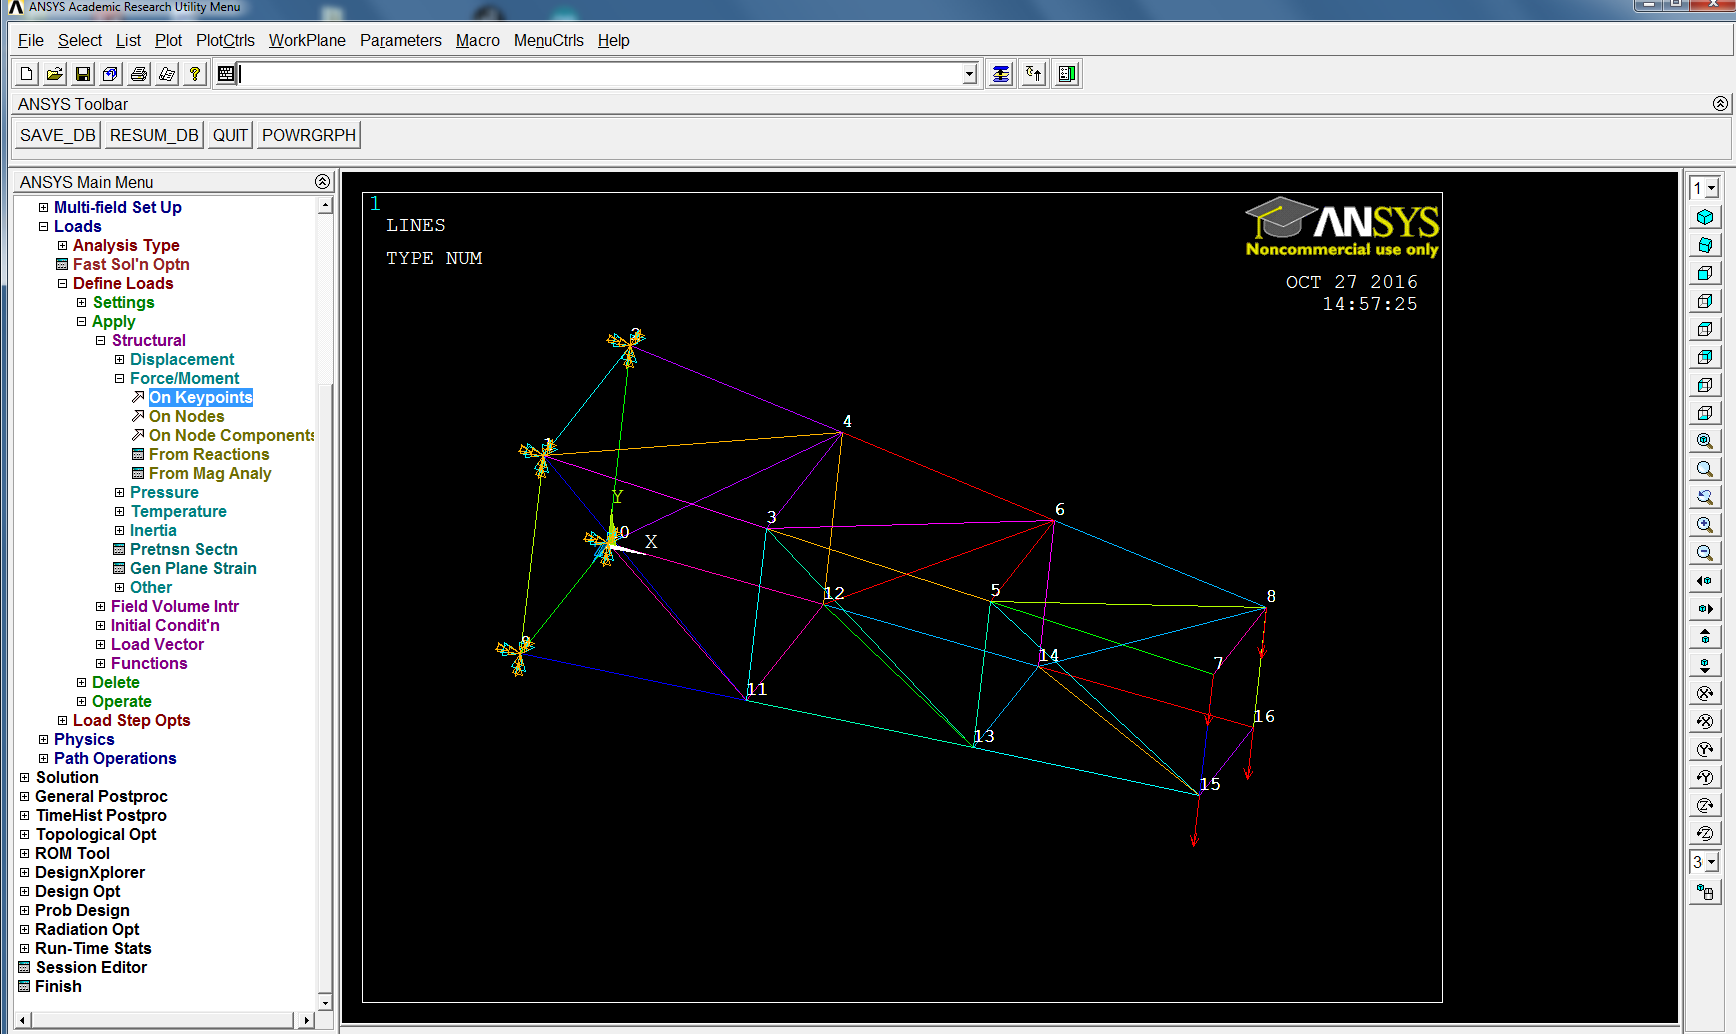 ANSYS Academic Research Utility Menu
File Select List Plot PlotCtrls WorkPlane Parameters Macro MenuCtrls Help
ANSYS Toolbar
SAVE_DB RESUM_DB QUIT POWRGRPH
ANSYS Main Menu
Multi-field Set Up
Loads
Analysis Type
Fast Sol'n Optn
Define Loads
Settings
Apply
Structural
Displacement
Force/Moment
On Keypoints
On Nodes
On Node Components
From Reactions
From Mag Analy
Pressure
Temperature
Inertia
Pretnsn Sectn
Gen Plane Strain
Other
Field Volume Intr
Initial Condit'n
Load Vector
Functions
Delete
Operate
Load Step Opts
Physics
Path Operations
Solution
General Postproc
TimeHist Postpro
Topological Opt
ROM Tool
DesignXplorer
Design Opt
Prob Design
Radiation Opt
Run-Time Stats
Session Editor
Finish
1
LINES
TYPE NUM
ANSYS
Noncommercial use only
OCT 27 2016
14:57:25
4
6
3
Y
0
X
12
5
8
14
7
11
16
13
15
1
3